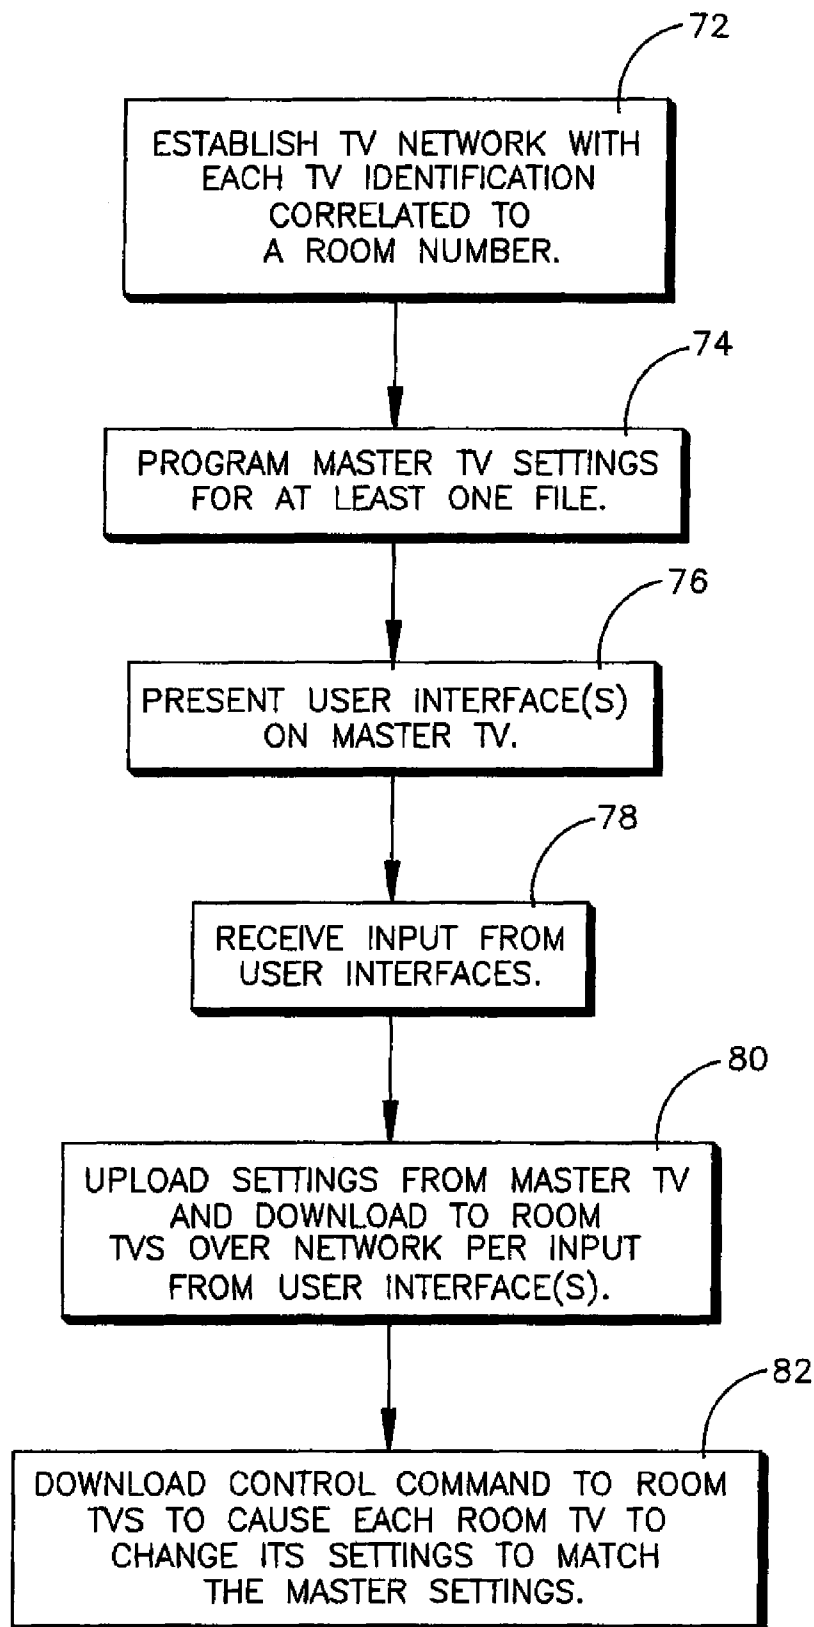 72
ESTABLISH TV NETWORK WITH
EACH TV IDENTIFICATION
CORRELATED TO
A ROOM NUMBER.
74
PROGRAM MASTER TV SETTINGS
FOR AT LEAST ONE FILE.
76
PRESENT USER INTERFACE(S)
ON MASTER TV.
78
RECEIVE INPUT FROM
USER INTERFACES.
80
UPLOAD SETTINGS FROM MASTER TV
AND DOWNLOAD TO ROOM
TVS OVER NETWORK PER INPUT
FROM USER INTERFACE(S).
82
DOWNLOAD CONTROL COMMAND TO ROOM
TVS TO CAUSE EACH ROOM TV TO
CHANGE ITS SETTINGS TO MATCH
THE MASTER SETTINGS.